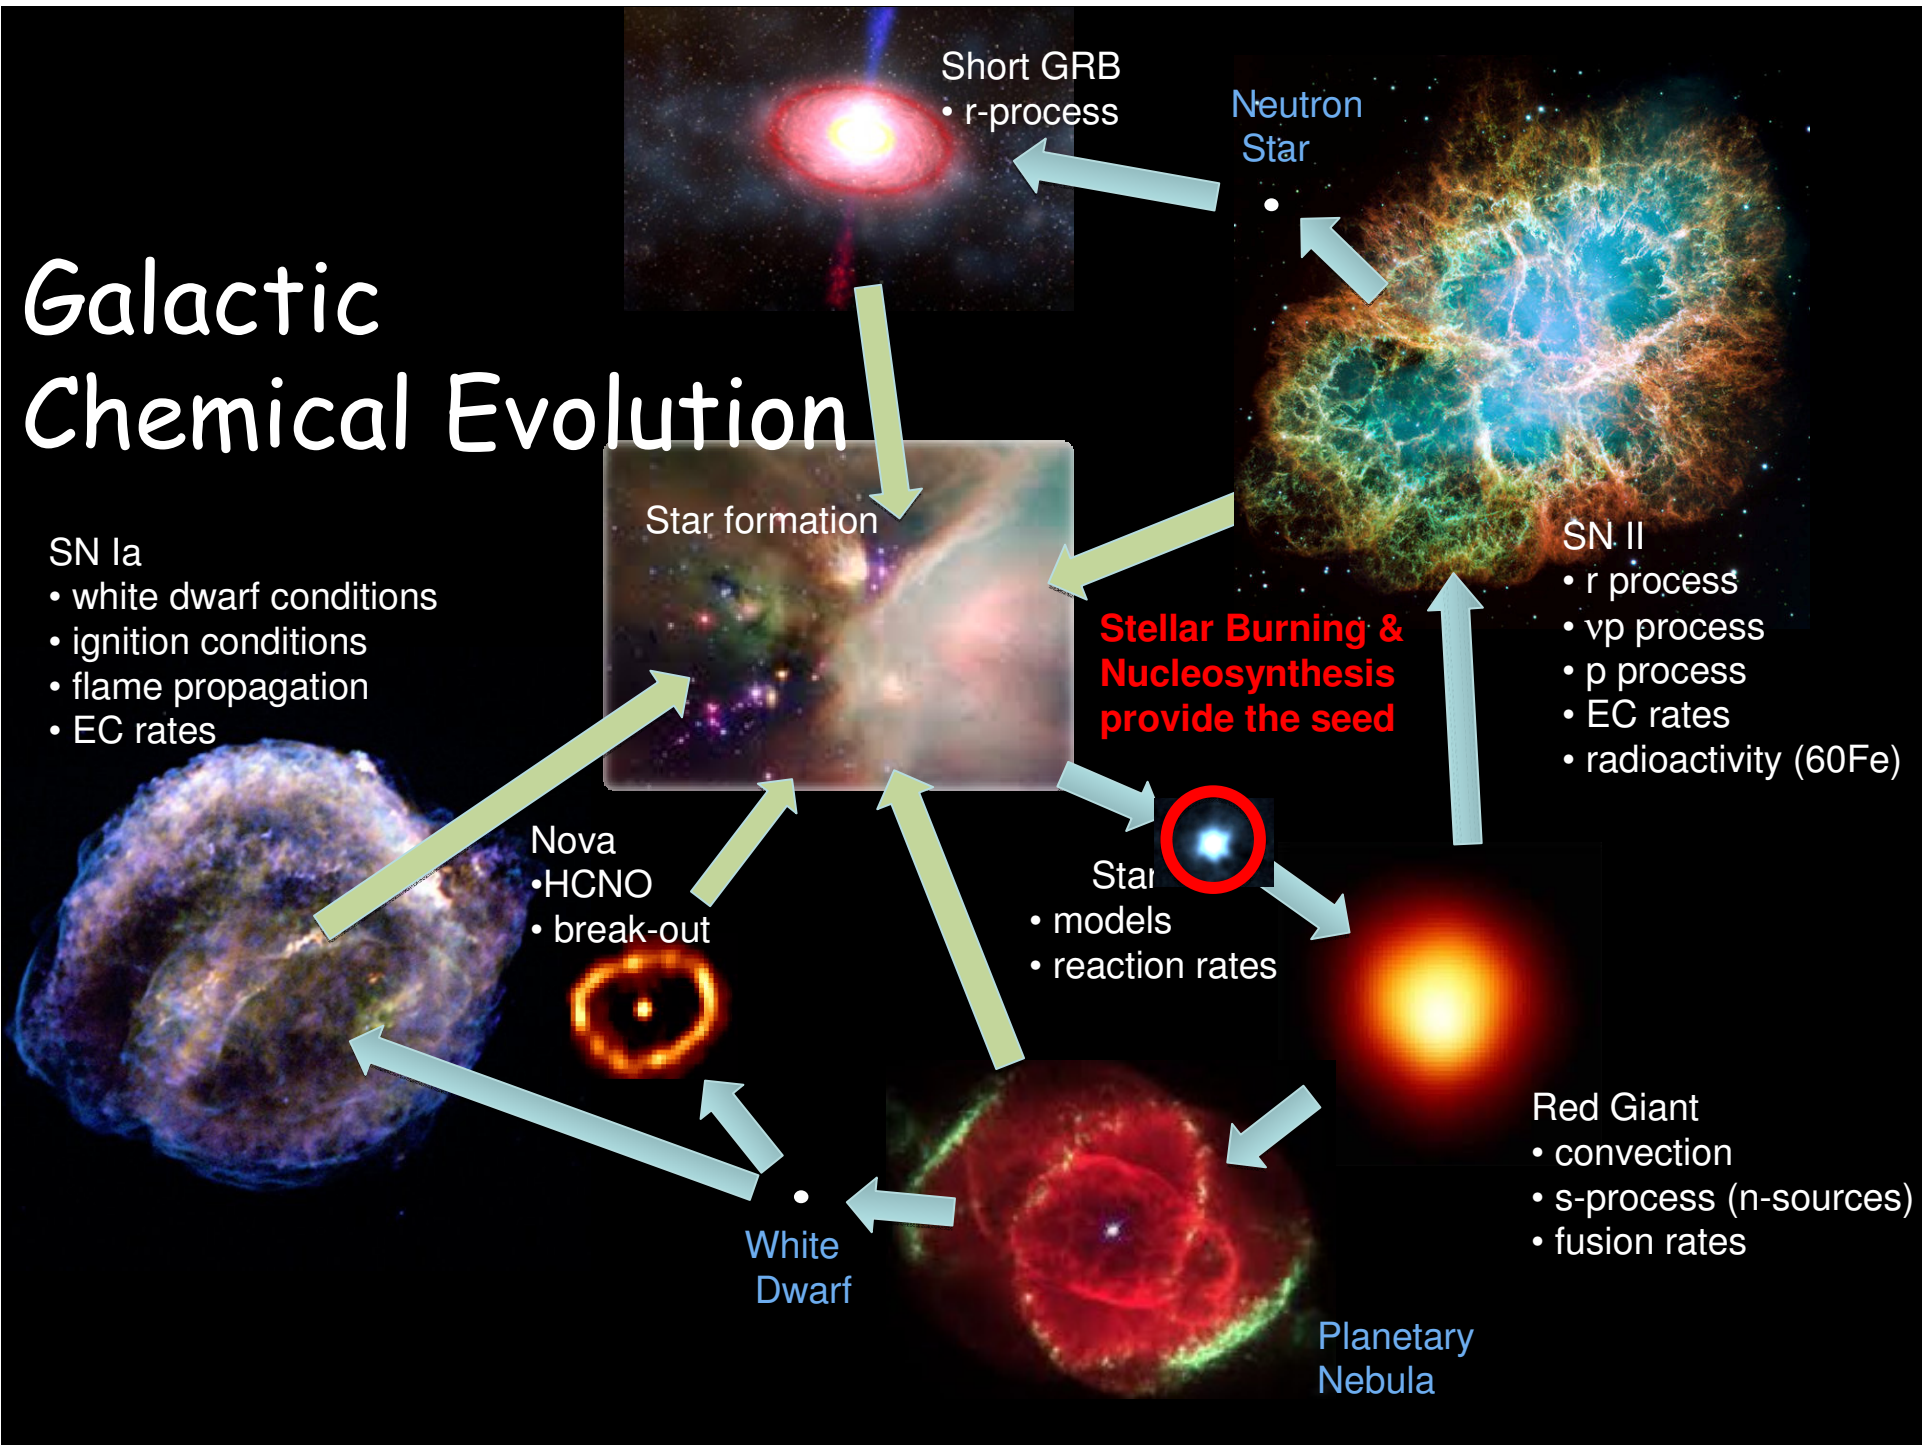 Short GRB
• r-process
Neutron
Star
Galactic
Chemical Evolution
Star formation
SN Ia
• white dwarf conditions
• ignition conditions
• flame propagation
• EC rates
SN II
• r process
• νp process
• p process
• EC rates
• radioactivity (60Fe)
Stellar Burning &
Nucleosynthesis
provide the seed
Nova
•HCNO
• break-out
Star
• models
• reaction rates
Red Giant
• convection
• s-process (n-sources)
• fusion rates
White
Dwarf
Planetary
Nebula